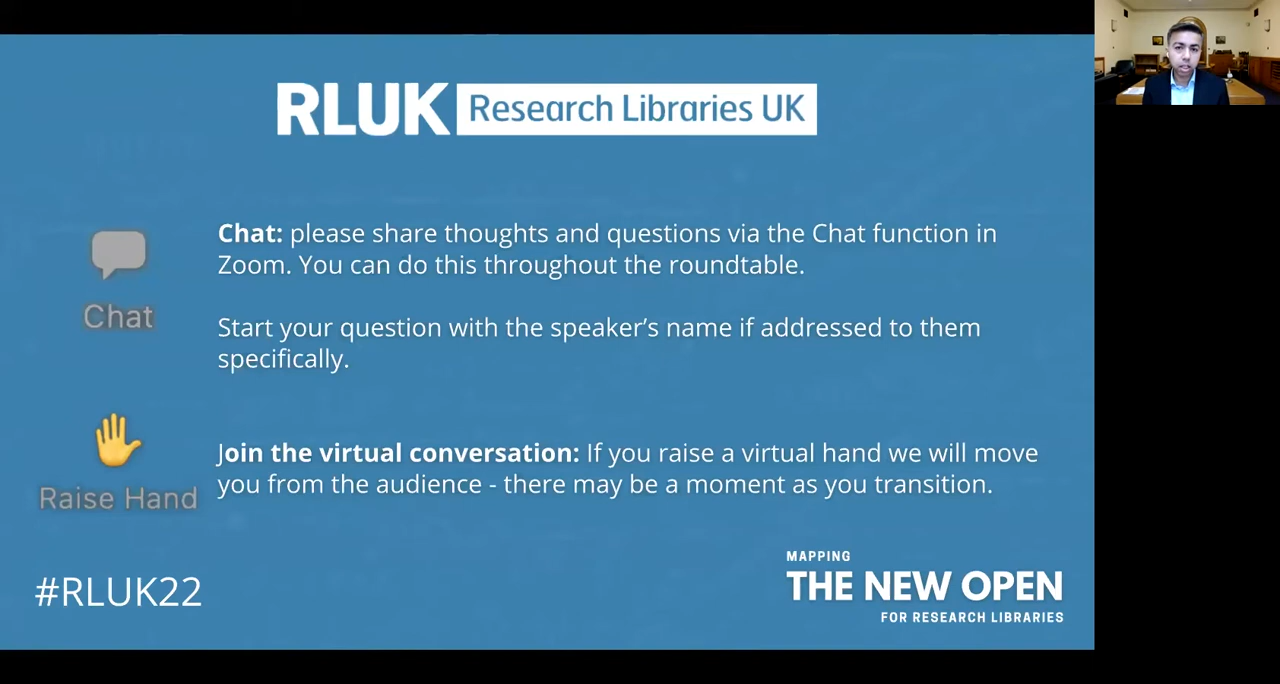 RLUK Research Libraries UK
Chat: please share thoughts and questions via the Chat function in
Zoom. You can do this throughout the roundtable.
Chat
Start your question with the speaker’s name if addressed to them
specifically.
Join the virtual conversation: If you raise a virtual hand we will move
you from the audience - there may be a moment as you transition.
Raise Hand
#RLUK22
MAPPING
THE NEW OPEN
FOR RESEARCH LIBRARIES